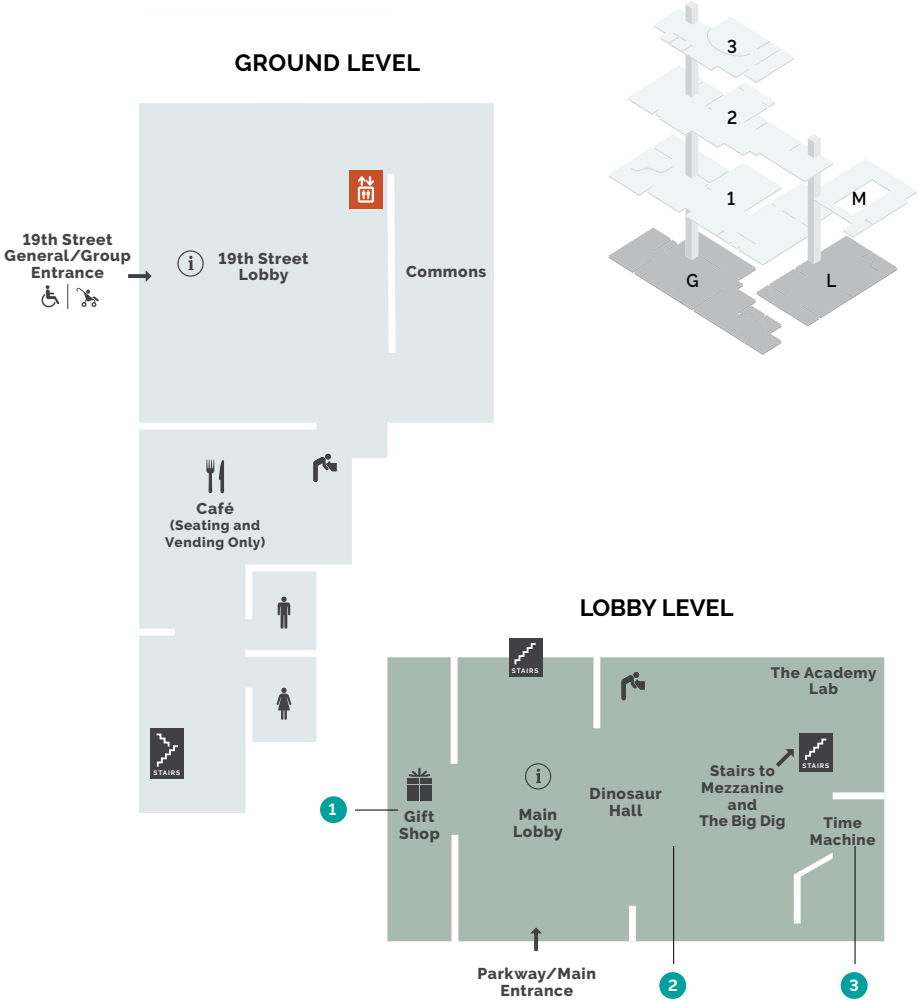 GROUND LEVEL
3
2
1
M
G
L
19th Street
General/Group
Entrance
i
19th Street
Lobby
Commons
Café
(Seating and
Vending Only)
STAIRS
LOBBY LEVEL
STAIRS
The Academy
Lab
STAIRS
Stairs to
Mezzanine
and
The Big Dig
i
Dinosaur
Hall
Main
Lobby
Gift
Shop
Time
Machine
1
Parkway/Main
Entrance
2
3